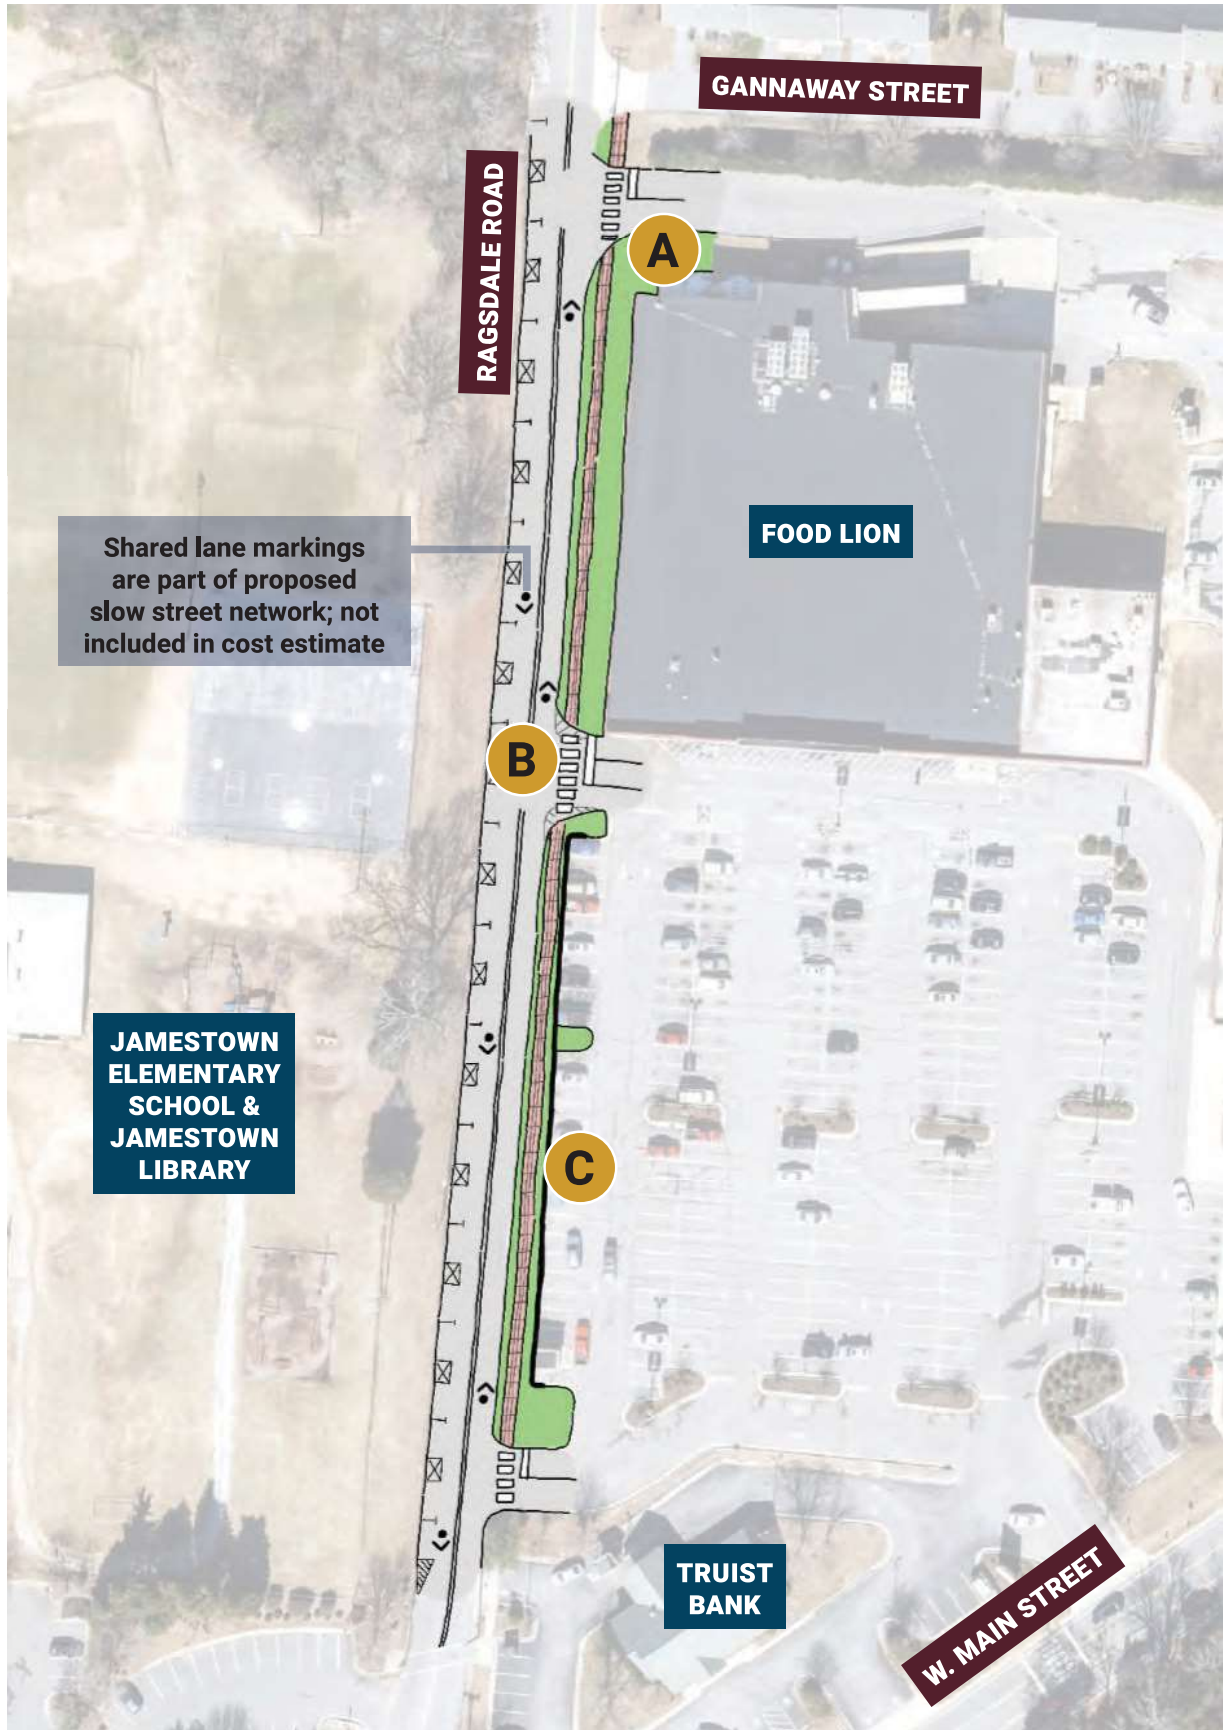 GANNAWAY STREET
RAGSDALE ROAD
A
FOOD LION
Shared lane markings
are part of proposed
slow street network; not
included in cost estimate
B
JAMESTOWN
ELEMENTARY
SCHOOL &
JAMESTOWN
LIBRARY
C
TRUIST
BANK
W. MAIN STREET